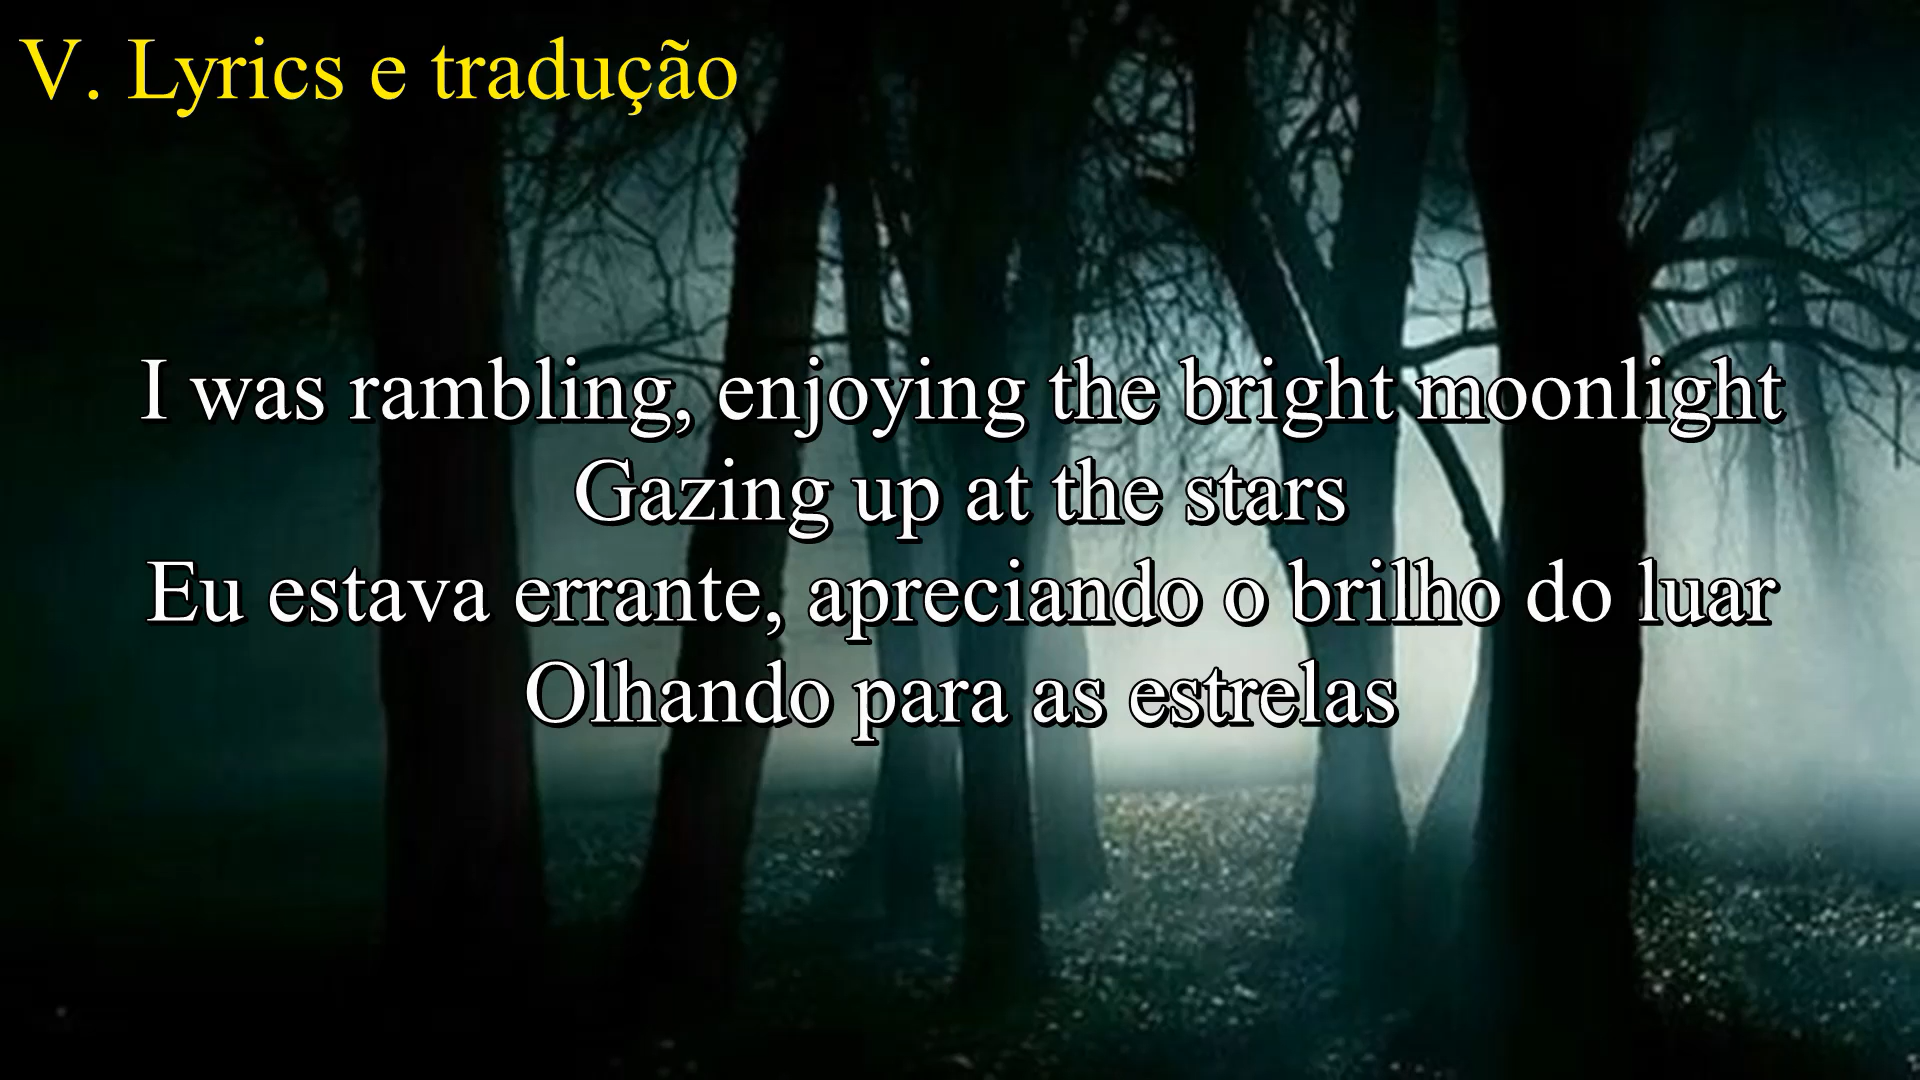 V. Lyrics e tradução
I was rambling, enjoying the bright moonlight
Gazing up at the stars
Eu estava errante, apreciando o brilho do luar
Olhando para as estrelas